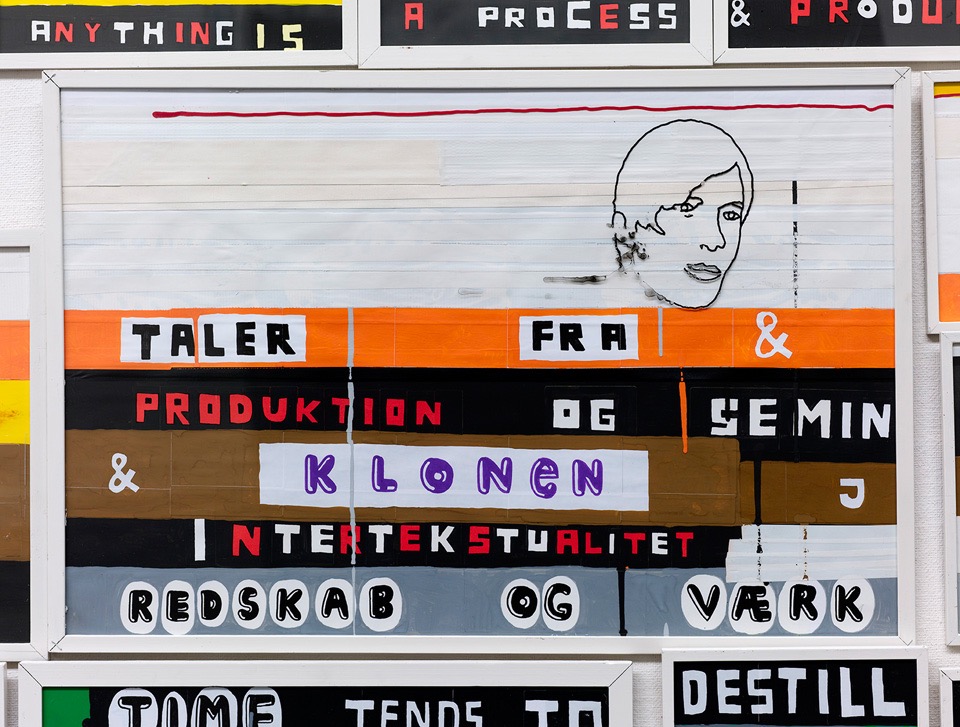 ANYTHING IS
A PROCESS
& PRODU
TALER FRA &
PRODUKTION OG SEMIN
& KLONEN J
INTERTEKSTUALITET
REDSKAB OG VÆRK
TIME TENDS TO
DESTILL